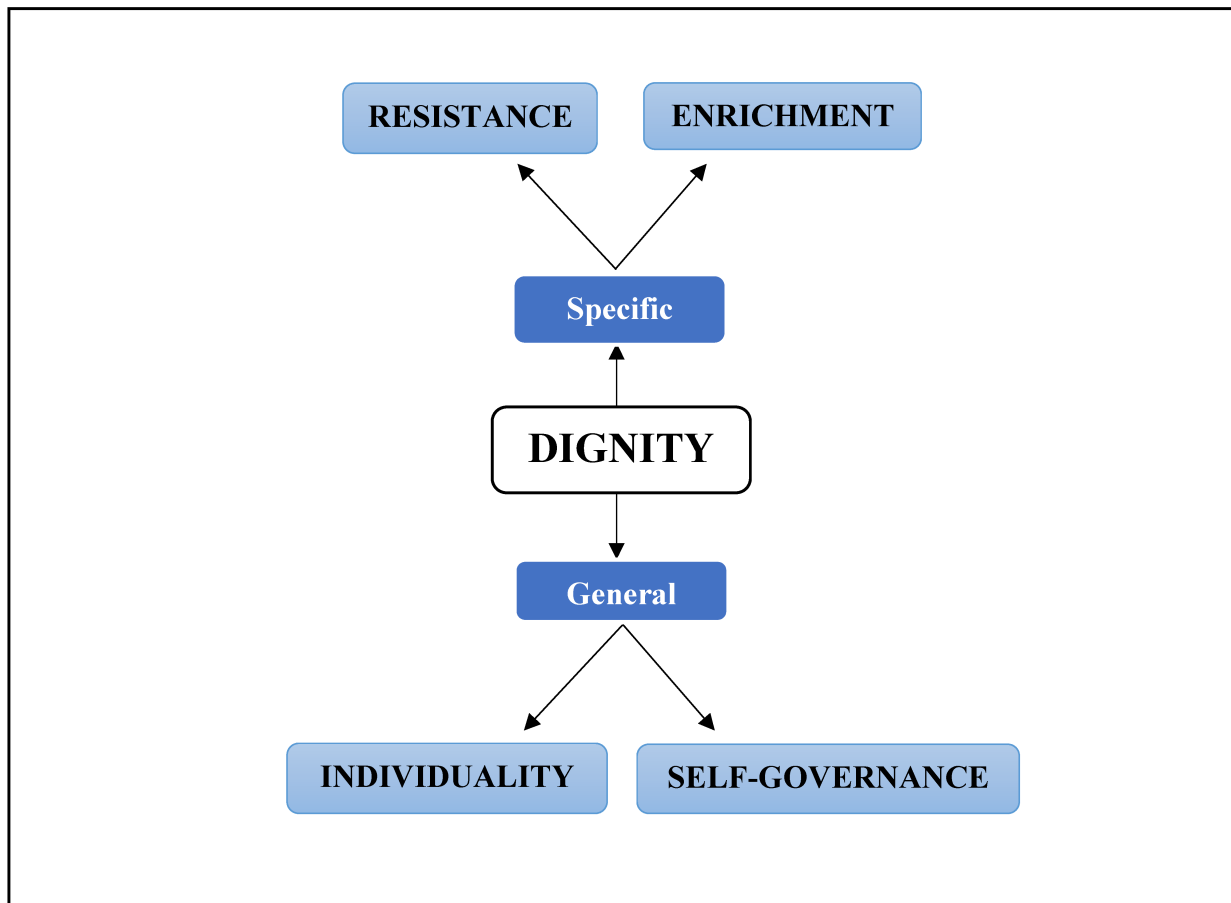 RESISTANCE
ENRICHMENT
Specific
DIGNITY
General
INDIVIDUALITY
SELF-GOVERNANCE